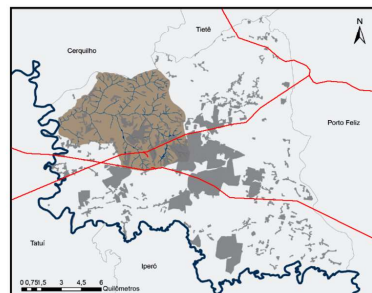 Tietê
N
Cerquilho
Porto Feliz
Tatuí
Iperó
0 0,75 1,5 3 4,5 6
Quilômetros